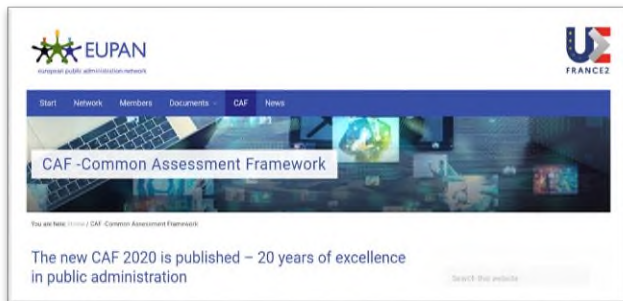 EUPAN
european public administration network
UE
FRANCE2
Start Network Members Documents CAF News
CAF -Common Assessment Framework
You are here: Home / CAF -Common Assessment Framework
The new CAF 2020 is published – 20 years of excellence
in public administration
Search this website